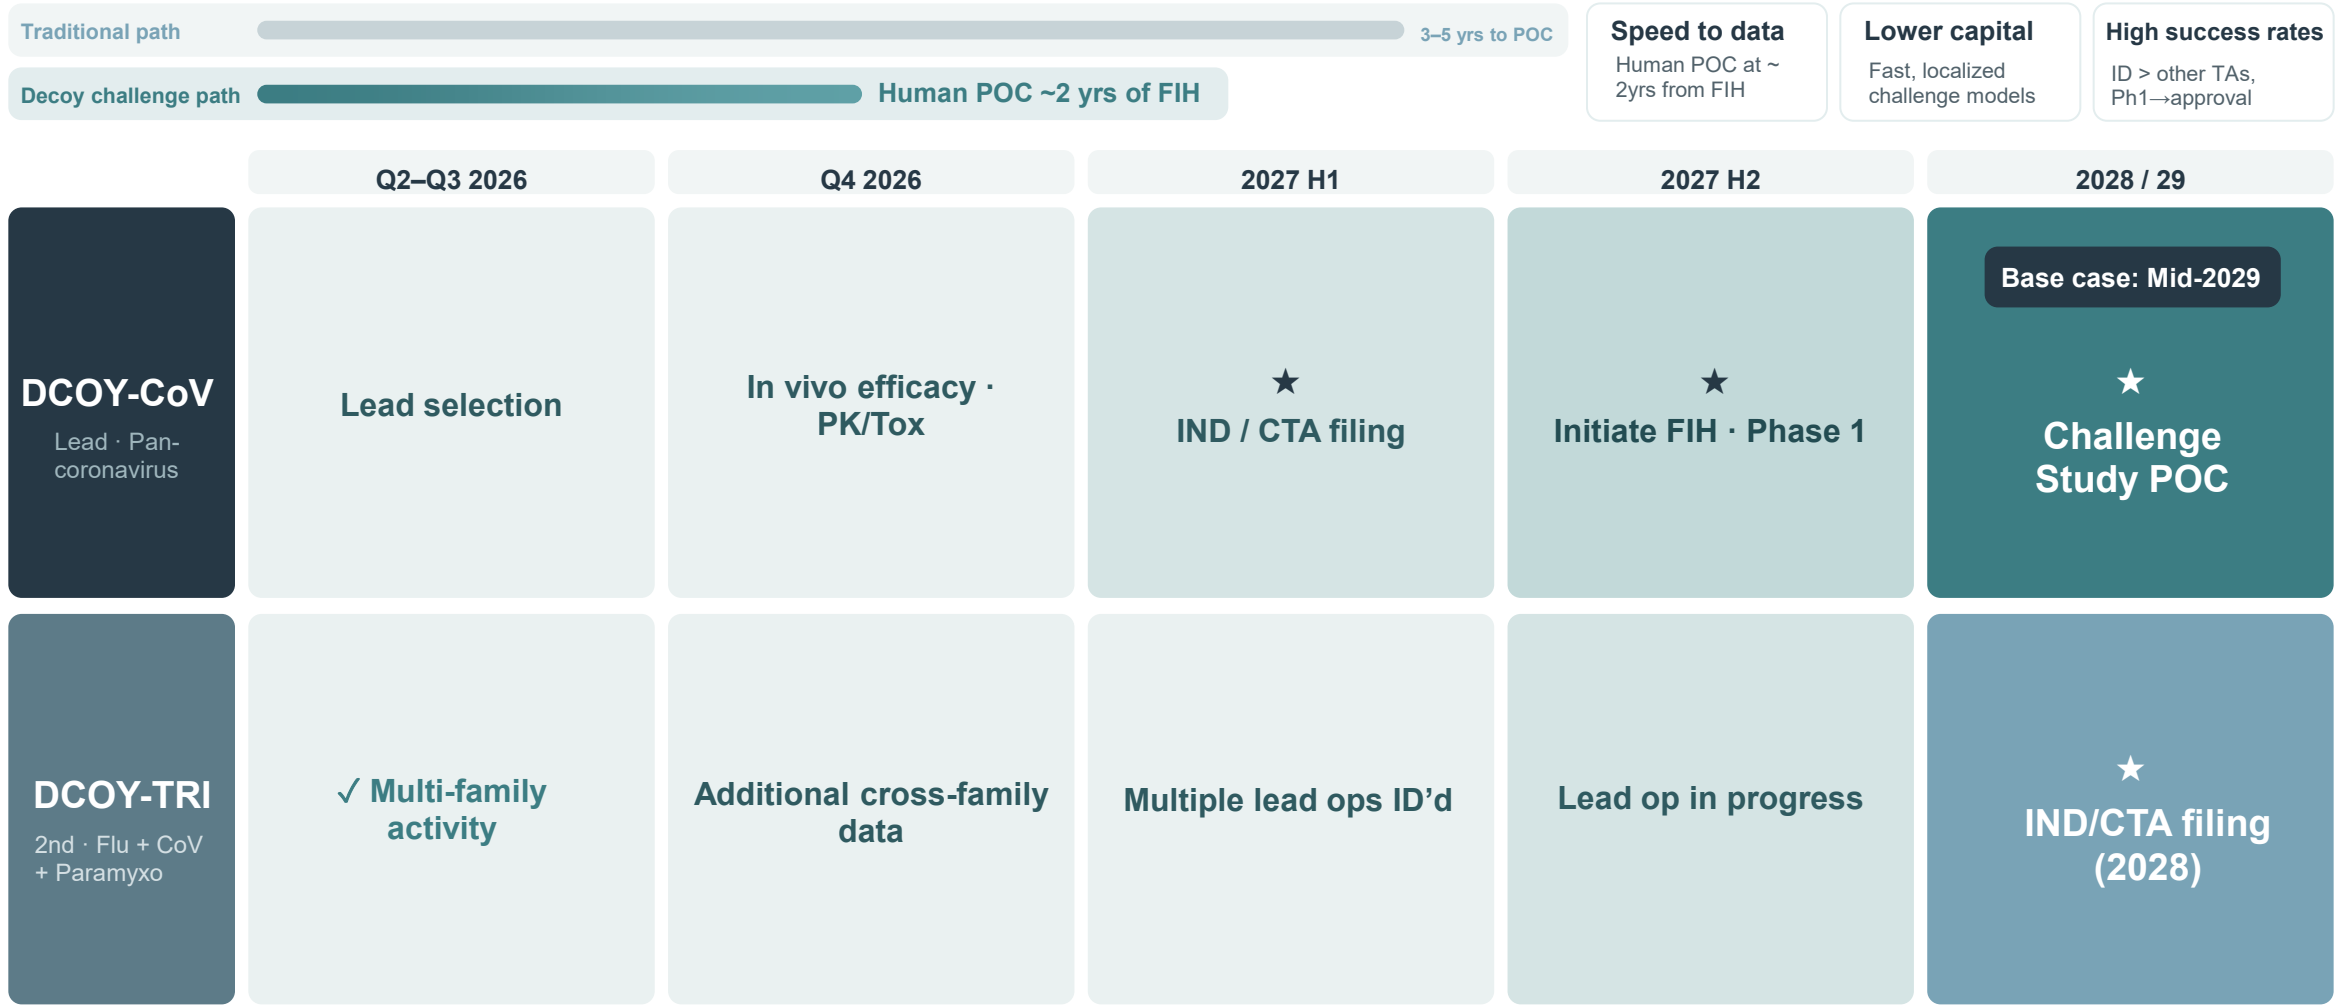 Traditional path
3–5 yrs to POC
Decoy challenge path
Human POC ~2 yrs of FIH
Speed to data
Human POC at ~
2yrs from FIH
Lower capital
Fast, localized
challenge models
High success rates
ID > other TAs,
Ph1→approval
Q2–Q3 2026
Q4 2026
2027 H1
2027 H2
2028 / 29
DCOY-CoV
Lead · Pan-
coronavirus
Lead selection
In vivo efficacy ·
PK/Tox
★
IND / CTA filing
★
Initiate FIH · Phase 1
Base case: Mid-2029
★
Challenge
Study POC
DCOY-TRI
2nd · Flu + CoV
+ Paramyxo
✓ Multi-family
activity
Additional cross-family
data
Multiple lead ops ID’d
Lead op in progress
★
IND/CTA filing
(2028)